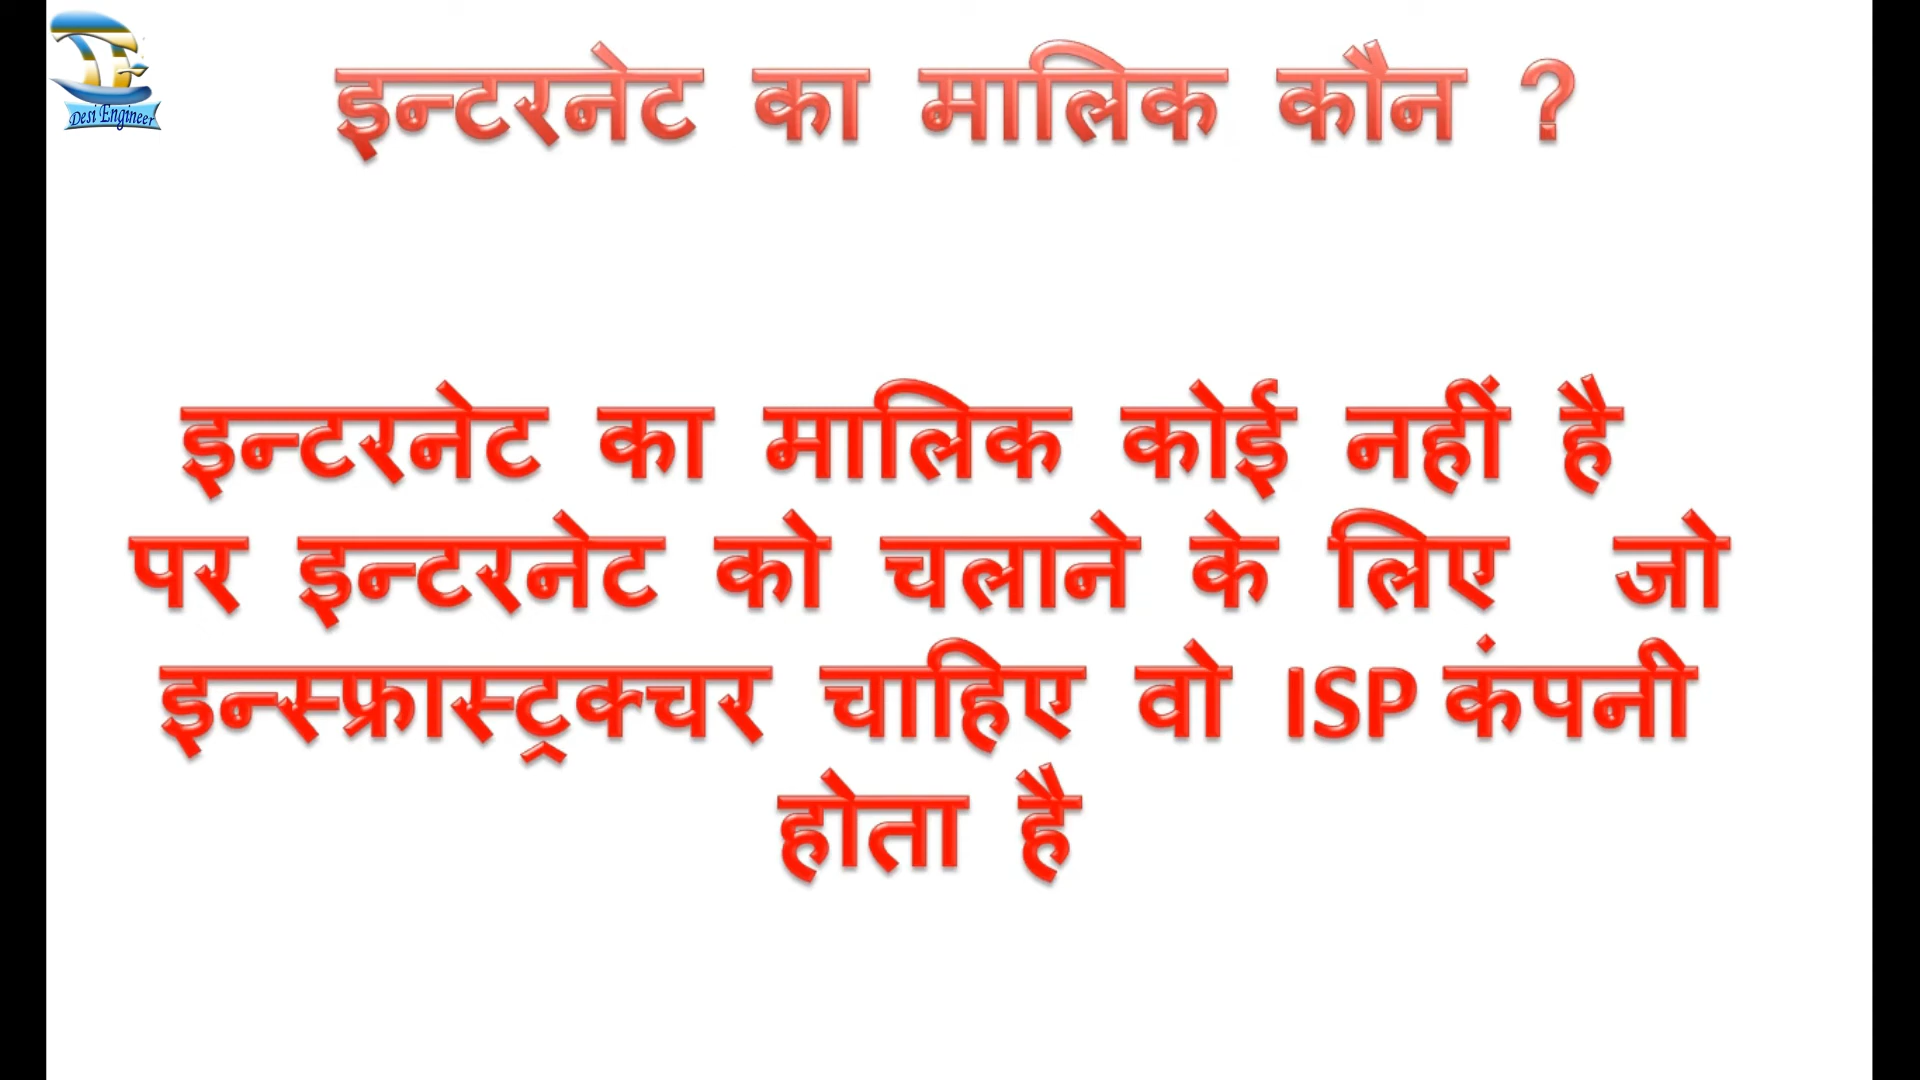 Desi Engineer
इन्टरनेट का मालिक कौन ?
इन्टरनेट का मालिक कोई नहीं है
पर इन्टरनेट को चलाने के लिए जो
इन्स्फ्रास्ट्रक्चर चाहिए वो ISP कंपनी
होता है